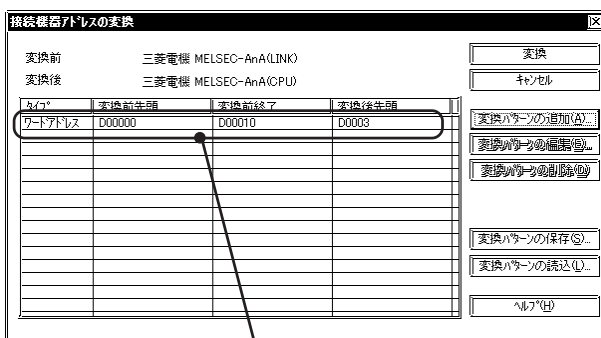 接続機器アドレスの変換
変換前 三菱電機 MELSEC-AnA(LINK)
変換後 三菱電機 MELSEC-AnA(CPU)
タイプ 変換前先頭 変換前終了 変換後先頭
ワードアドレス D00000 D00010 D0003
変換
キャンセル
変換パターンの追加(A)...
変換パターンの編集(E)...
変換パターンの削除(D)
変換パターンの保存(S)...
変換パターンの読込(L)...
ヘルプ(H)